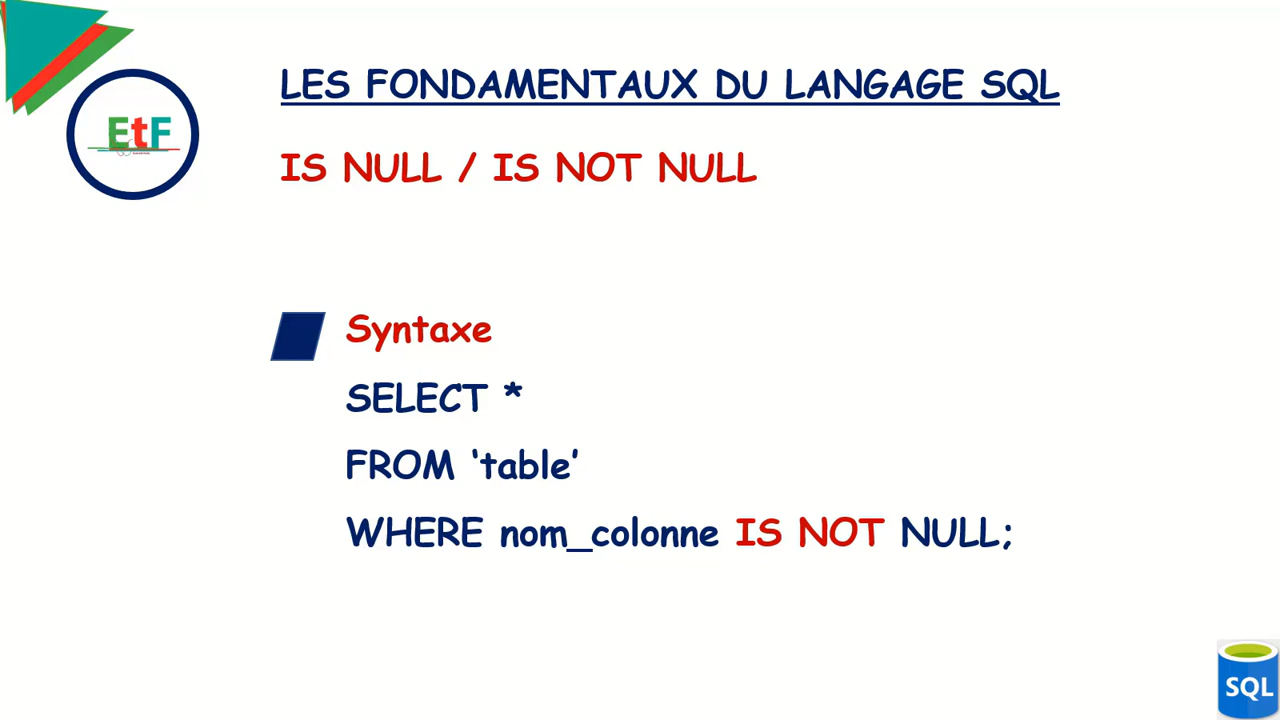 LES FONDAMENTAUX DU LANGAGE SQL
EtF
IS NULL / IS NOT NULL
Syntaxe
SELECT *
FROM ‘table’
WHERE nom_colonne IS NOT NULL;
SQL